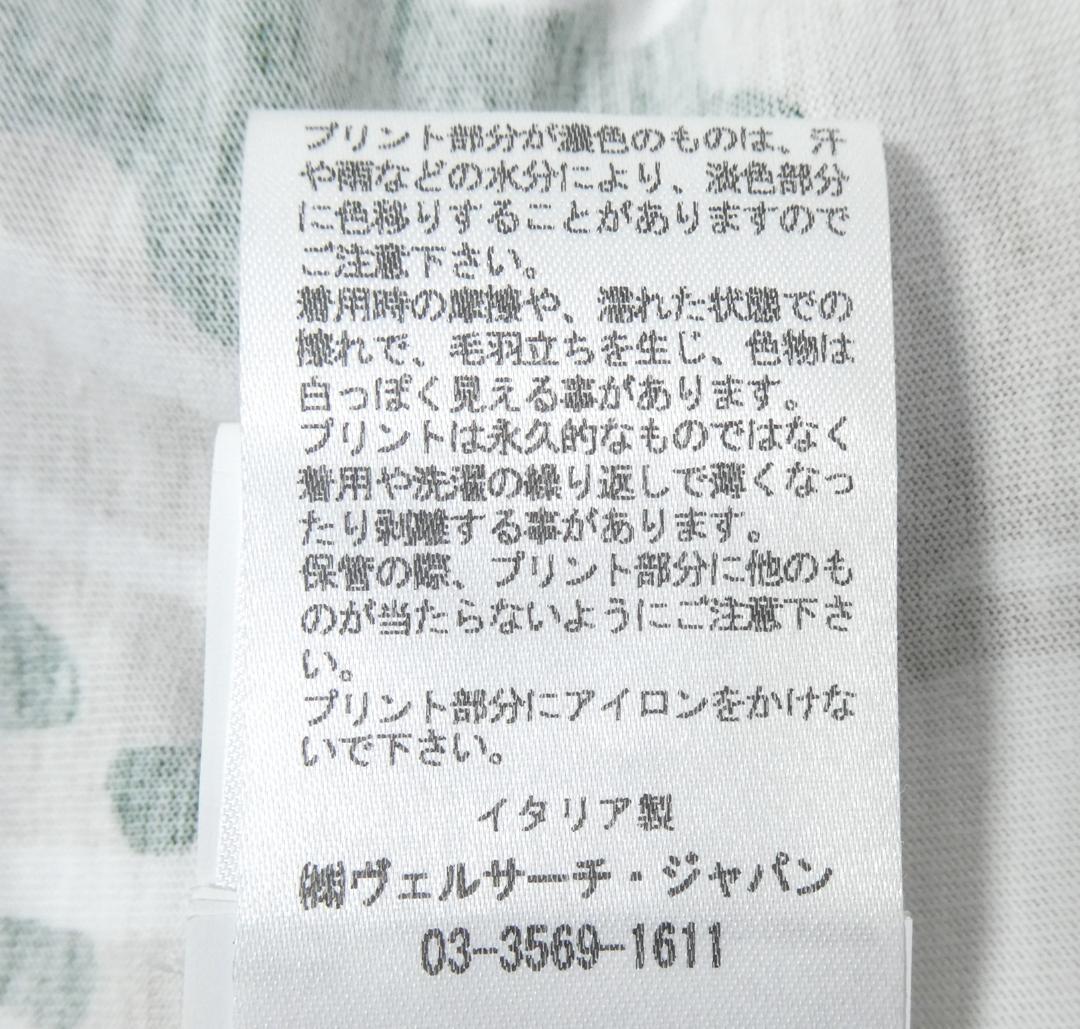 プリント部分が濃色のものは、汗
や雨などの水分により、淡色部分
に色移りすることがありますので
ご注意下さい。
着用時の摩擦や、濡れた状態での
擦れで、毛羽立ちを生じ、色物は
白っぽく見える事があります。
プリントは永久的なものではなく
着用や洗濯の繰り返しで薄くなっ
たり剥離する事があります。
保管の際、プリント部分に他のも
のが当たらないようにご注意下さ
い。
プリント部分にアイロンをかけな
いで下さい。
イタリア製
㈱ヴェルサーチ・ジャパン
03-3569-1611